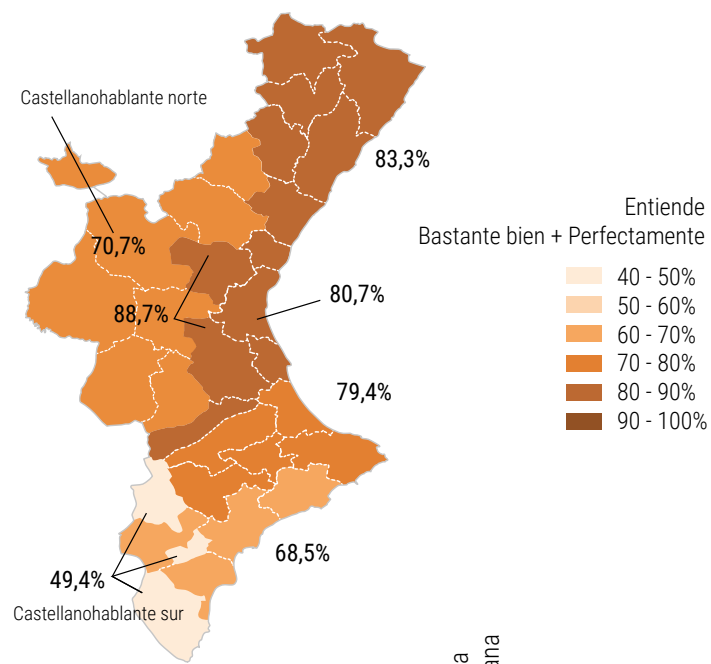 Castellanohablante norte
83,3%
Entiende
Bastante bien + Perfectamente
70,7%
40 - 50%
80,7%
50 - 60%
88,7%
60 - 70%
70 - 80%
79,4%
80 - 90%
90 - 100%
68,5%
49,4%
Castellanohablante sur
a
ana